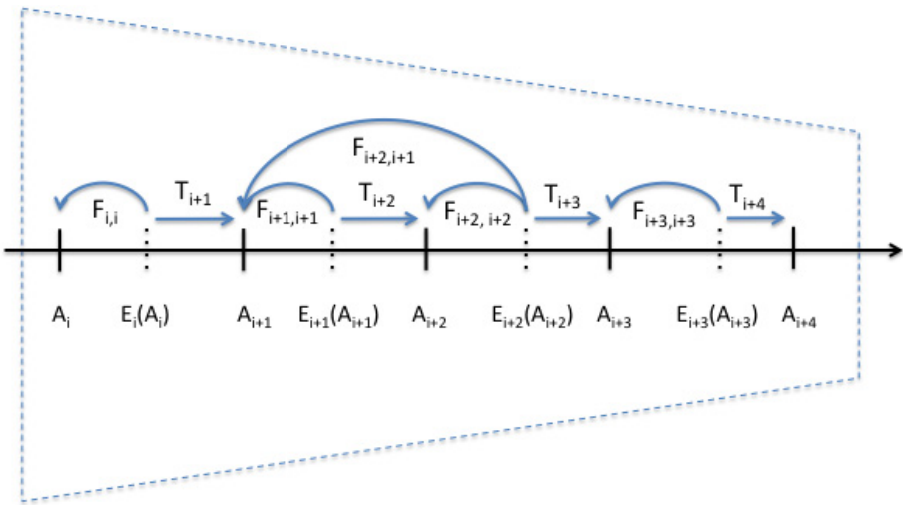 F_{i+2,i+1}
T_{i+1} T_{i+2} T_{i+3} T_{i+4}
F_{i,i} F_{i+1,i+1} F_{i+2, i+2} F_{i+3,i+3}
A_i E_i(A_i) A_{i+1} E_{i+1}(A_{i+1}) A_{i+2} E_{i+2}(A_{i+2}) A_{i+3} E_{i+3}(A_{i+3}) A_{i+4}